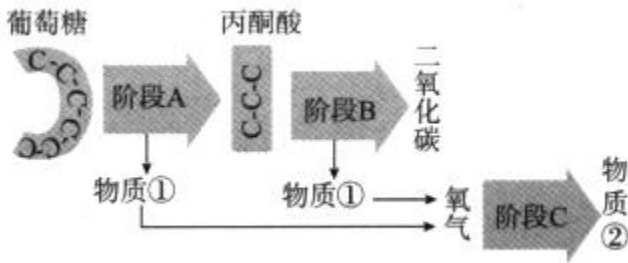 葡萄糖
丙酮酸
C-C-C-C-C-C
阶段A
C-C-C
阶段B
二氧化碳
物质①
物质①
氧气
阶段C
物质②